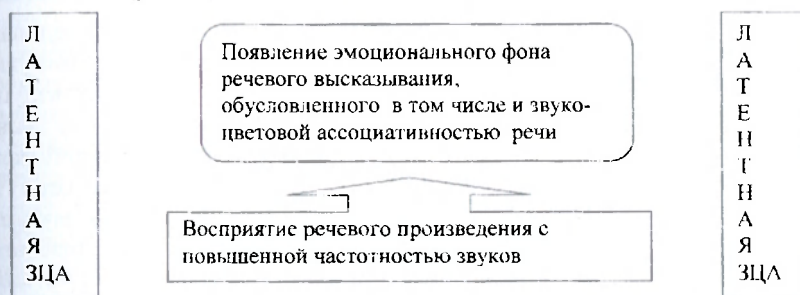 Л
А
Т
Е
Н
Т
Н
А
Я
ЗЦА
Появление эмоционального фона
речевого высказывания,
обусловленного в том числе и звуко-
цветовой ассоциативностью речи
Восприятие речевого произведения с
повышенной частотностью звуков
Л
А
Т
Е
Н
Т
Н
А
Я
ЗЦА